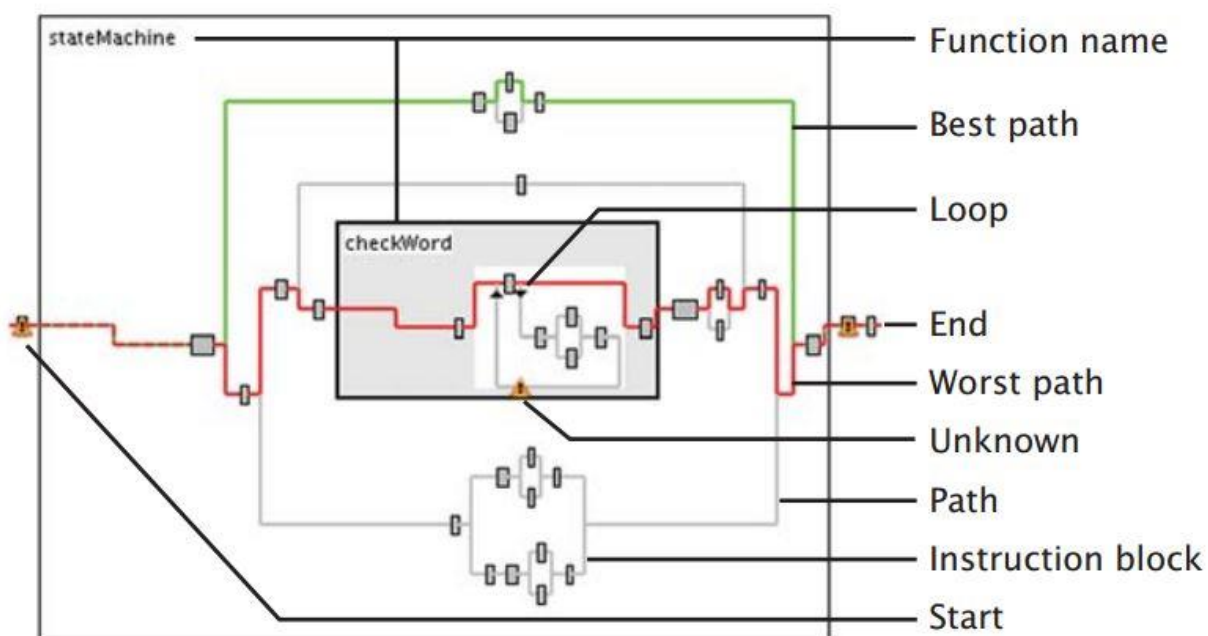 stateMachine
Function name
Best path
Loop
checkWord
End
Worst path
Unknown
Path
Instruction block
Start